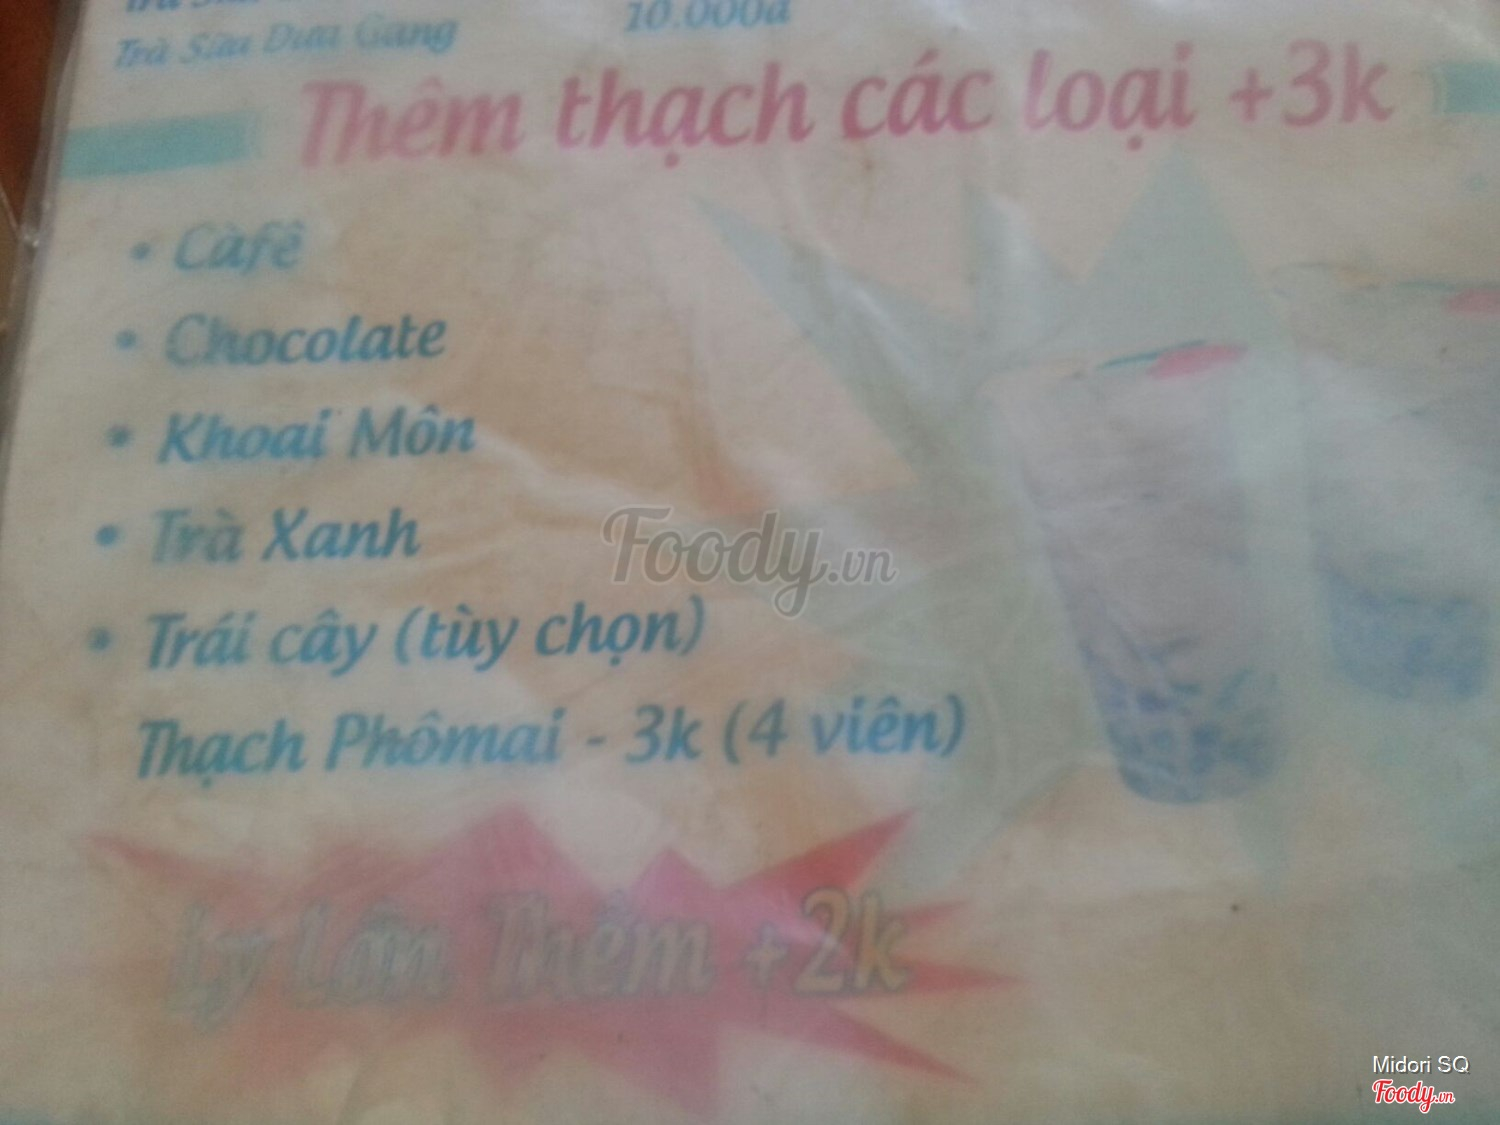 Trà Sữa Dưa Gang 10.000đ
Thêm thạch các loại +3k
• Càfê
• Chocolate
• Khoai Môn
• Trà Xanh
• Trái cây (tùy chọn)
Thạch Phômai - 3k (4 viên)
Ly Lớn Thêm +2k
Foody.vn
Midori SQ
Foody.vn